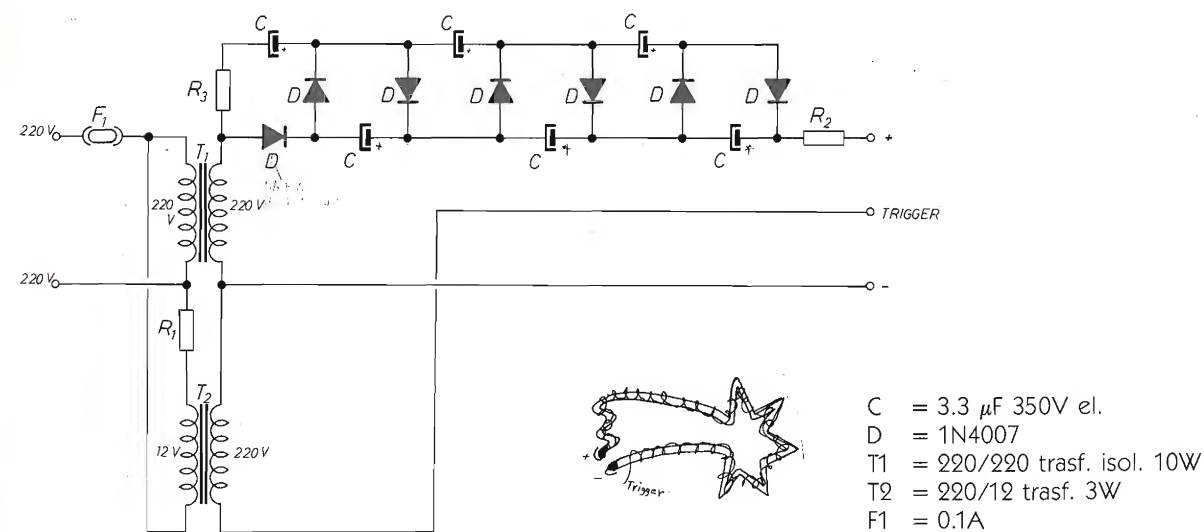 C C C
R3 D D D D D D
F1
220V
R2
+
T1 D C C C
220 V 220V
TRIGGER
220V
-
R1
T2
12V 220V
+
-
Trigger
C = 3.3 µF 350V el.
D = 1N4007
T1 = 220/220 trasf. isol. 10W
T2 = 220/12 trasf. 3W
F1 = 0.1A